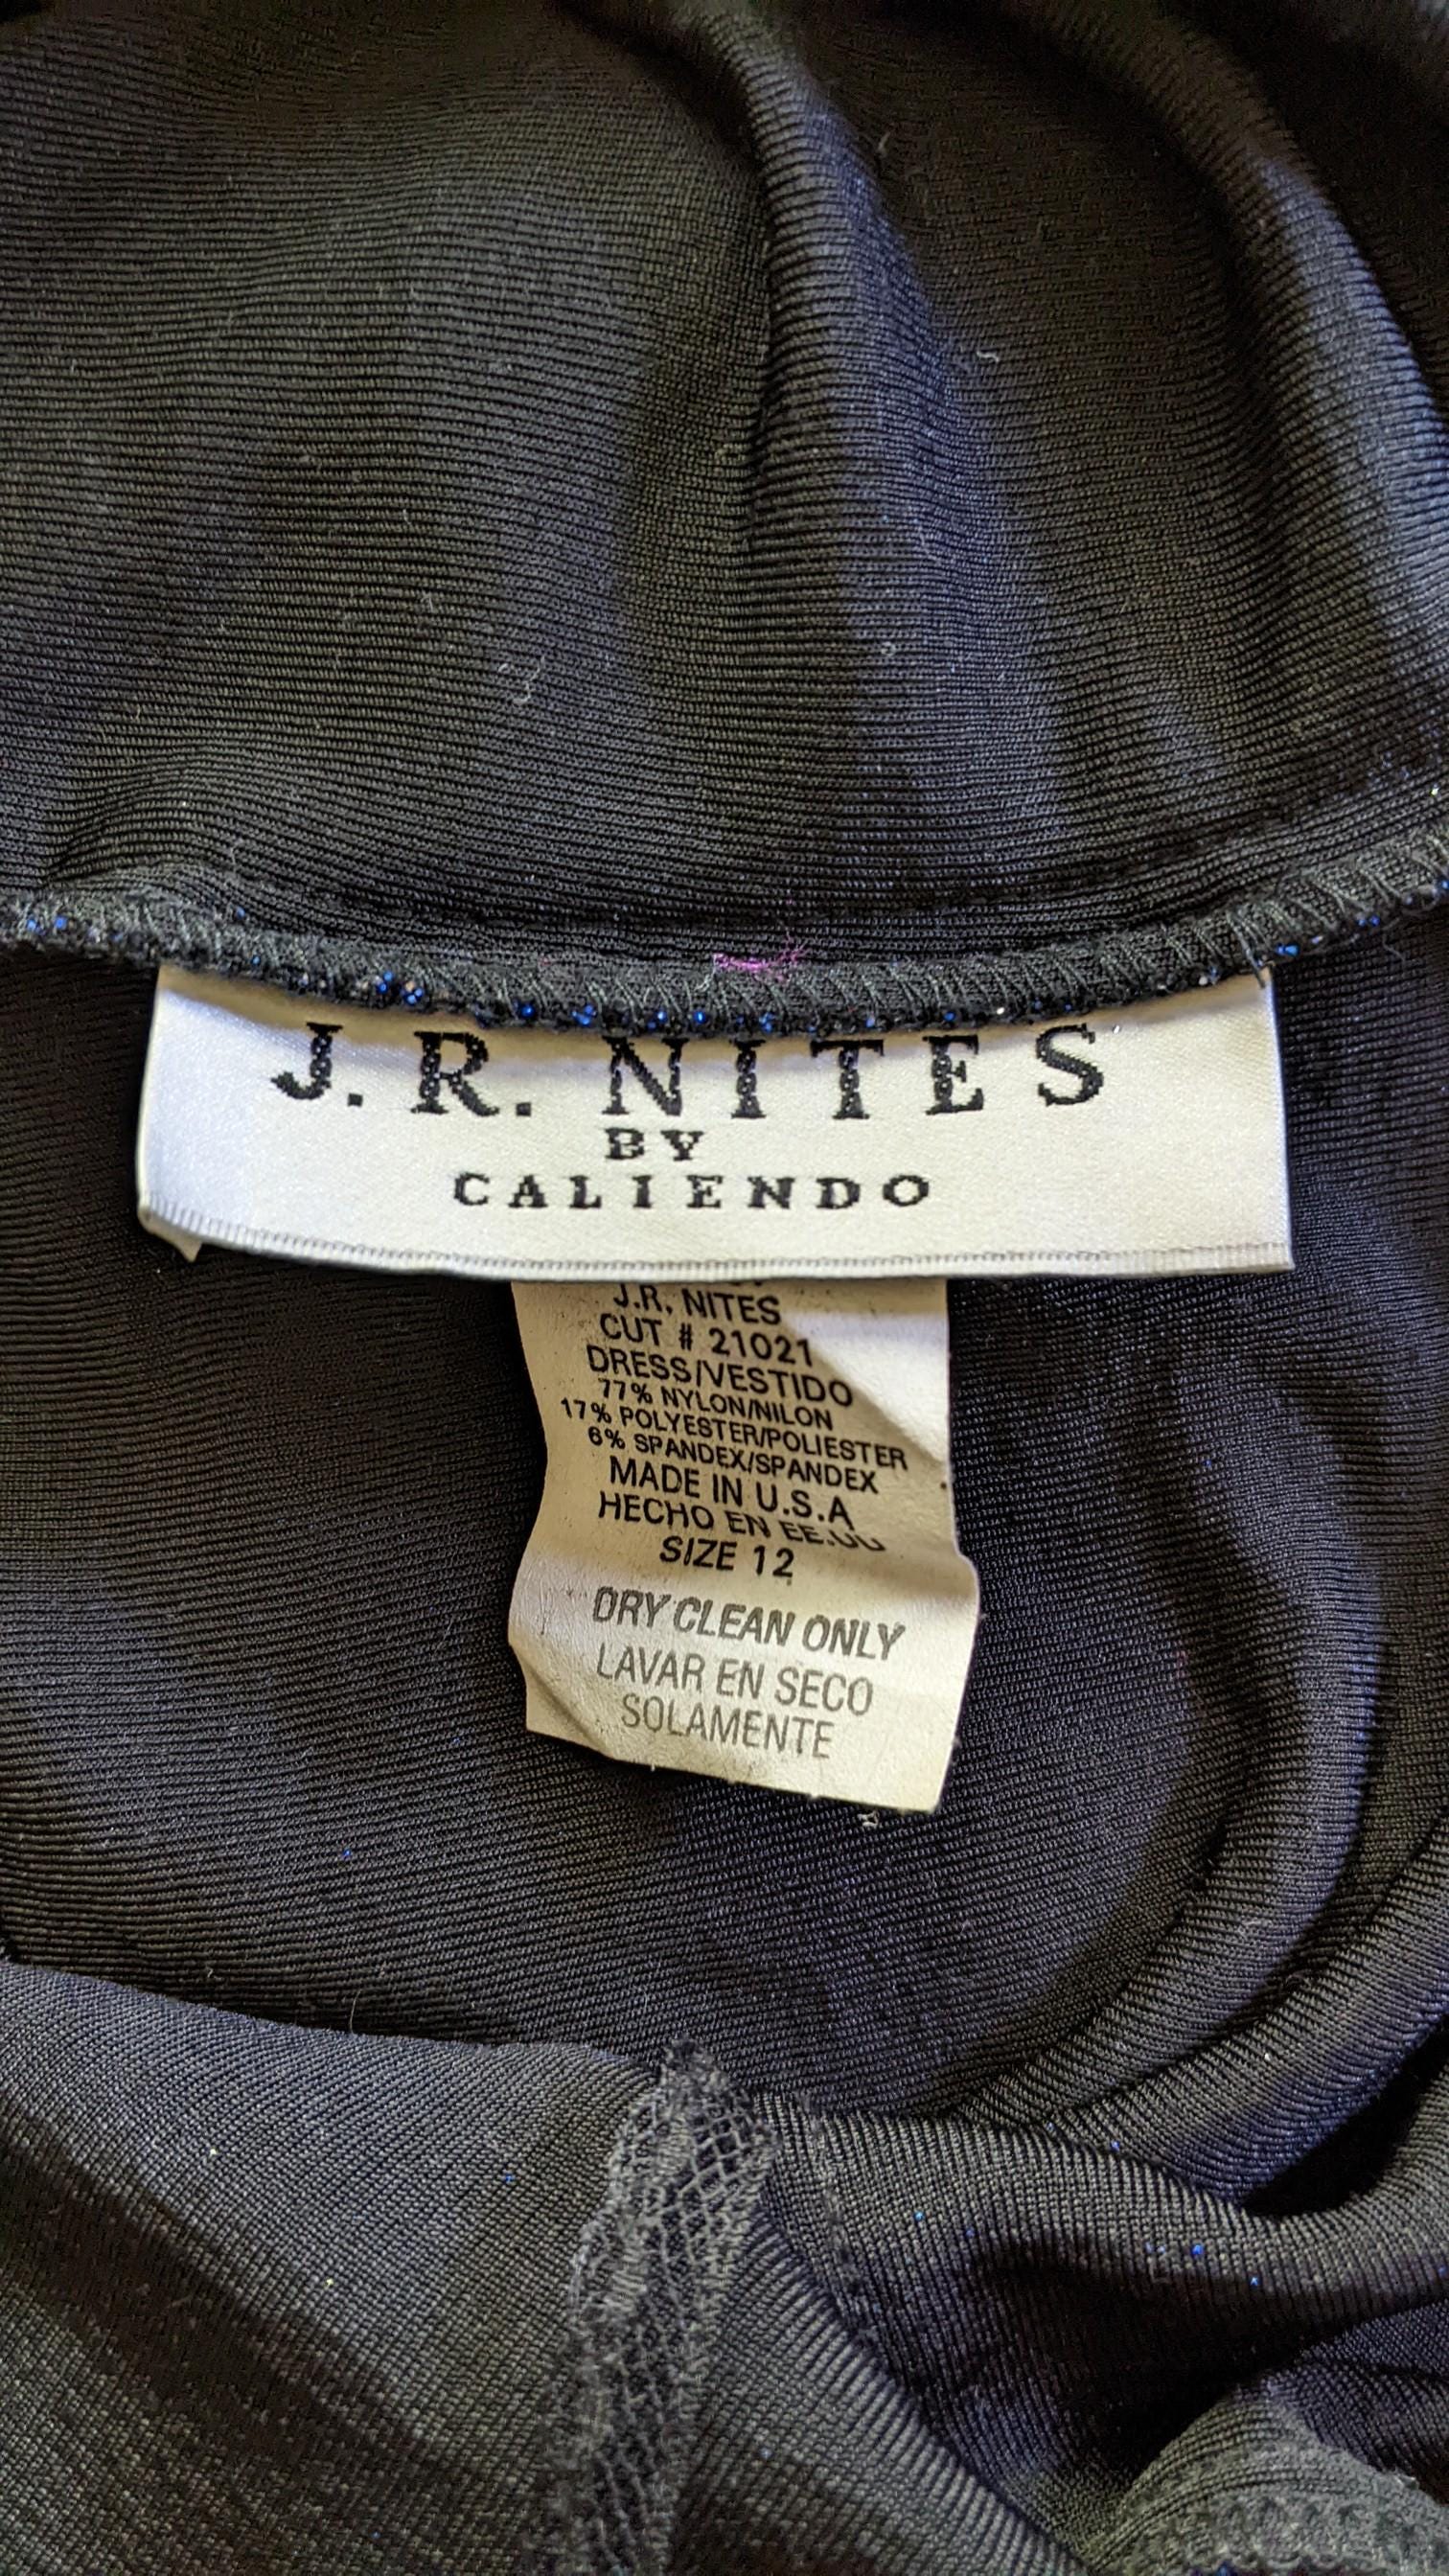 J.R. NITES
BY
CALIENDO
J.R. NITES
CUT # 21021
DRESS/VESTIDO
77% NYLON/NILON
17% POLYESTER/POLIESTER
6% SPANDEX/SPANDEX
MADE IN U.S.A
HECHO EN EE.UU
SIZE 12
DRY CLEAN ONLY
LAVAR EN SECO
SOLAMENTE